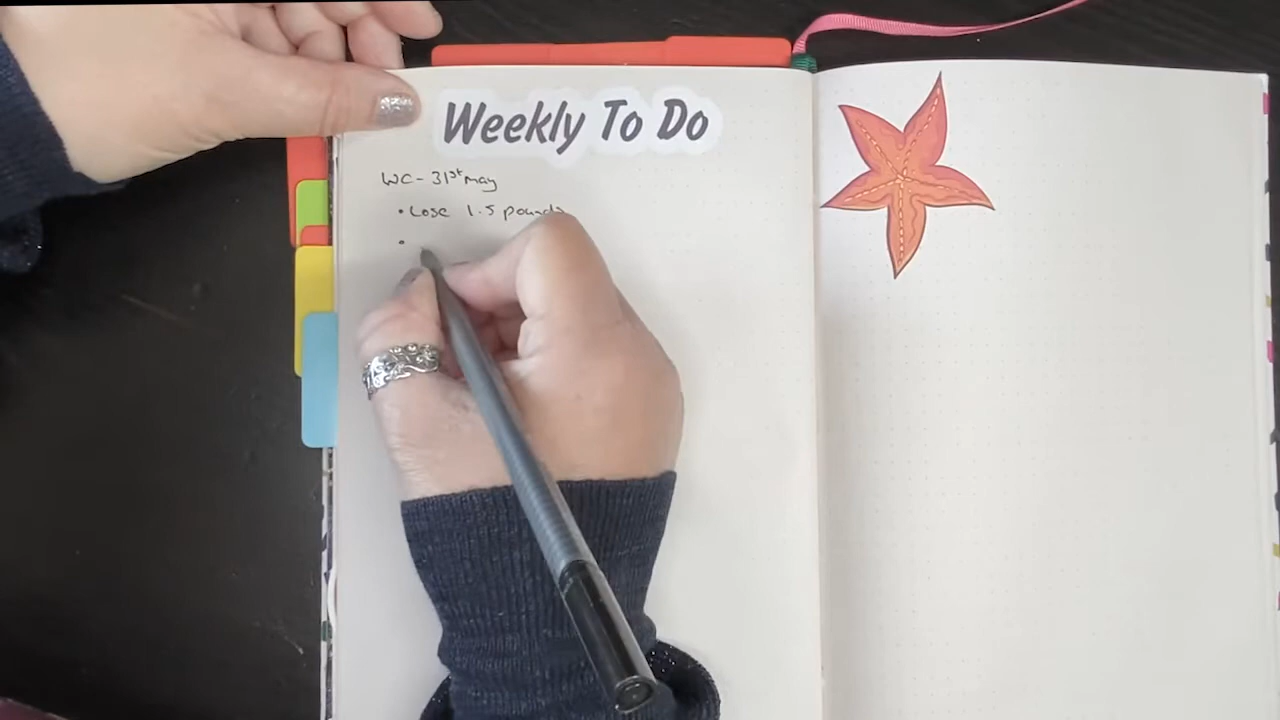 Weekly To Do
WC- 31st may
• Lose 1.5 pounds
•